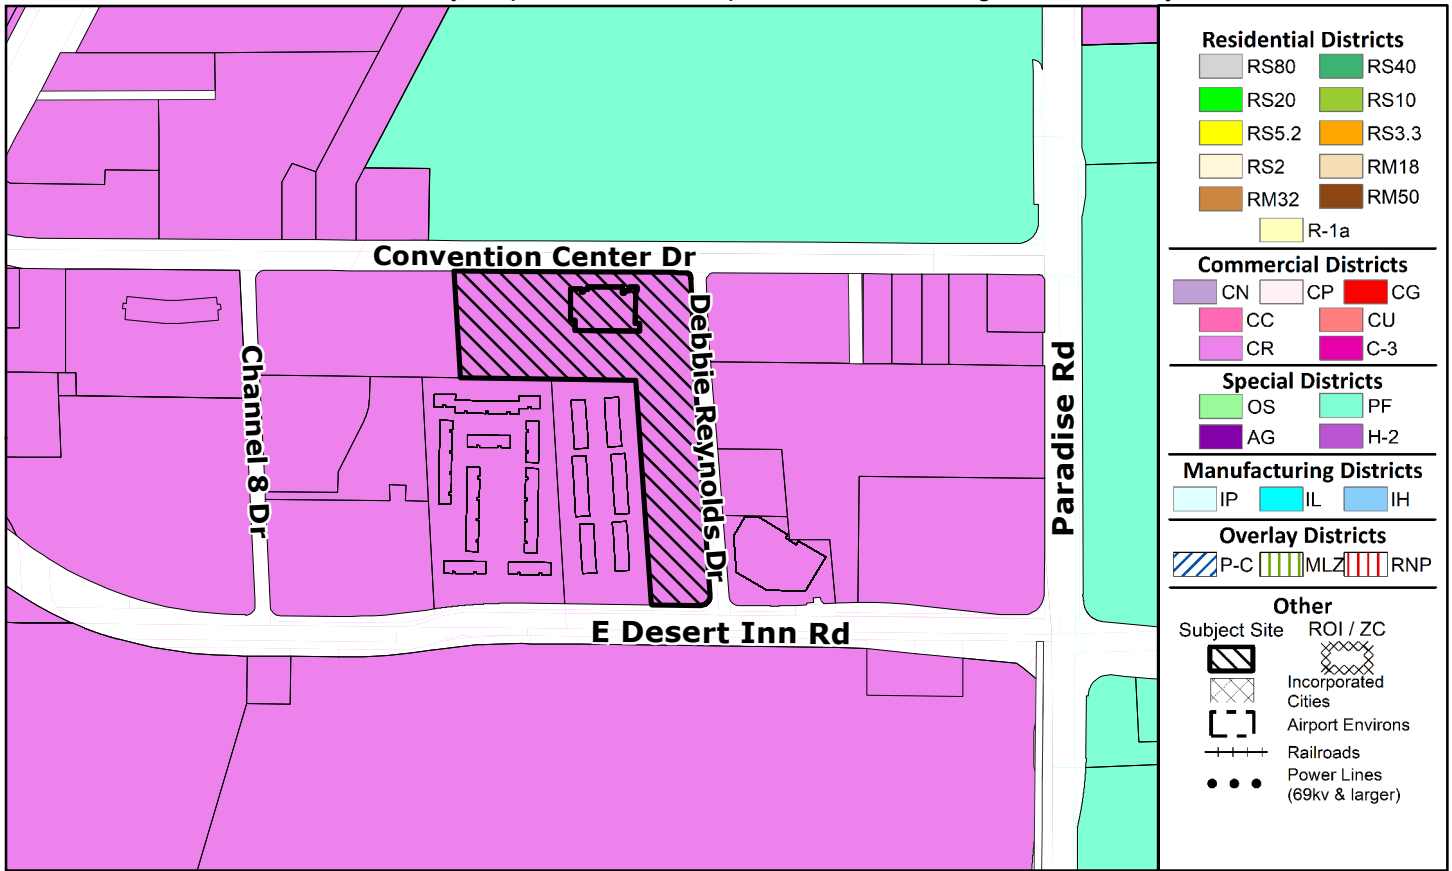 Convention Center Dr
Debbie Reynolds Dr
Channel 8 Dr
Paradise Rd
E Desert Inn Rd
Residential Districts
RS80 RS40
RS20 RS10
RS5.2 RS3.3
RS2 RM18
RM32 RM50
R-1a
Commercial Districts
CN CP CG
CC CU
CR C-3
Special Districts
OS PF
AG H-2
Manufacturing Districts
IP IL IH
Overlay Districts
P-C MLZ RNP
Other
Subject Site ROI / ZC
Incorporated
Cities
Airport Environs
Railroads
Power Lines
(69kv & larger)